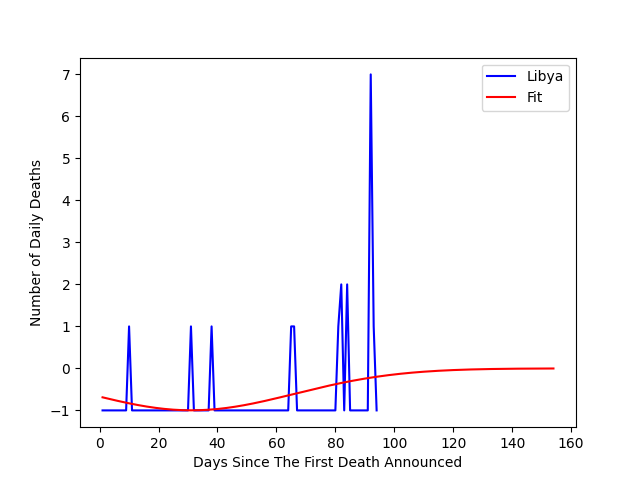 Libya
Fit
7
6
5
4
3
2
1
0
−1
Number of Daily Deaths
0 20 40 60 80 100 120 140 160
Days Since The First Death Announced